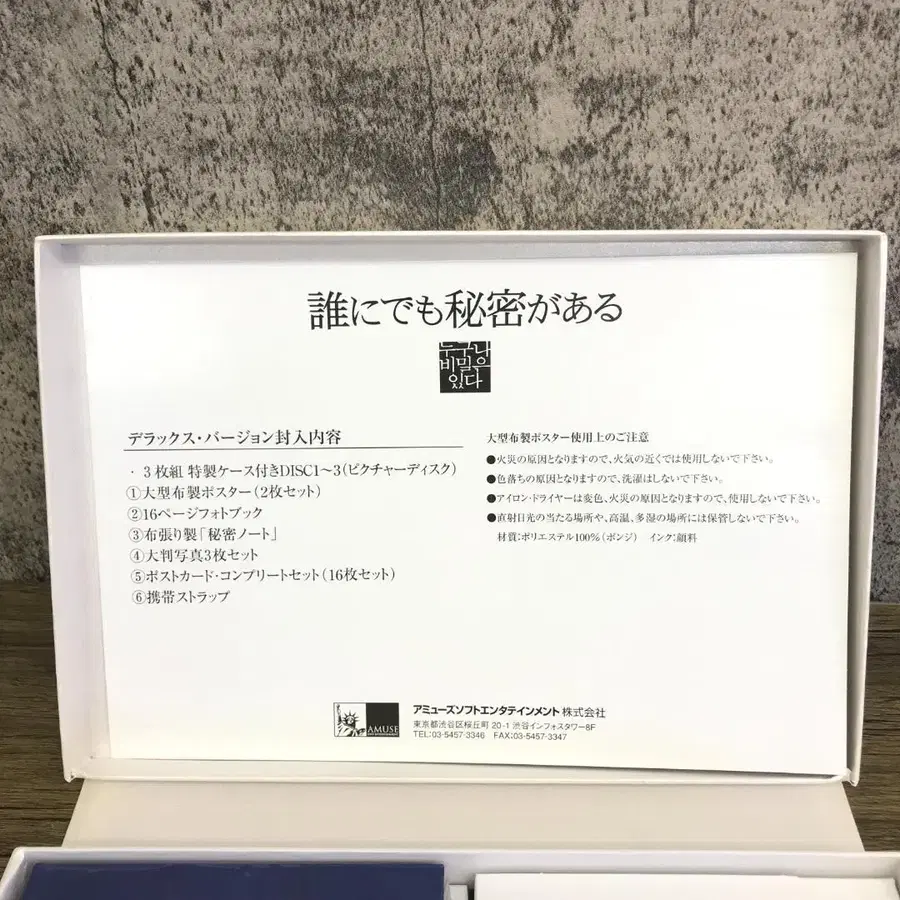 誰にでも秘密がある
누구나
비밀은
있다
デラックス・バージョン封入内容
・3枚組 特製ケース付きDISC1〜3(ピクチャーディスク)
①大型布製ポスター(2枚セット)
②16ページフォトブック
③布張り製「秘密ノート」
④大判写真3枚セット
⑤ポストカード・コンプリートセット(16枚セット)
⑥携帯ストラップ
大型布製ポスター使用上のご注意
●火災の原因となりますので、火気の近くでは使用しないで下さい。
●色落ちの原因となりますので、洗濯はしないで下さい。
●アイロン・ドライヤーは変色、火災の原因となりますので、使用しないで下さい。
●直射日光の当たる場所や、高温、多湿の場所には保管しないで下さい。
材質:ポリエステル100%(ポンジ) インク:顔料
AMUSE
アミューズソフトエンタテインメント 株式会社
東京都渋谷区桜丘町 20-1 渋谷インフォスタワー8F
TEL:03-5457-3346 FAX:03-5457-3347